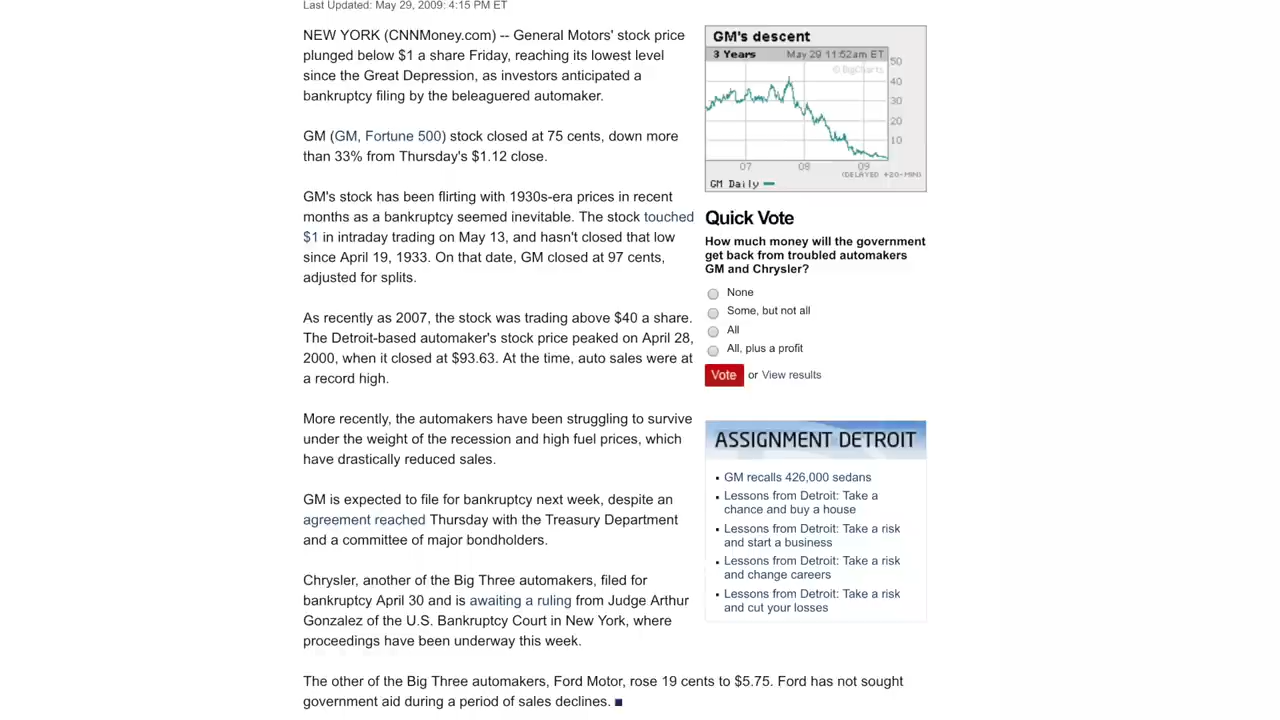 Last Updated: May 29, 2009: 4:15 PM ET
NEW YORK (CNNMoney.com) -- General Motors' stock price
plunged below $1 a share Friday, reaching its lowest level
since the Great Depression, as investors anticipated a
bankruptcy filing by the beleaguered automaker.
GM (GM, Fortune 500) stock closed at 75 cents, down more
than 33% from Thursday's $1.12 close.
GM's stock has been flirting with 1930s-era prices in recent
months as a bankruptcy seemed inevitable. The stock touched
$1 in intraday trading on May 13, and hasn't closed that low
since April 19, 1933. On that date, GM closed at 97 cents,
adjusted for splits.
As recently as 2007, the stock was trading above $40 a share.
The Detroit-based automaker's stock price peaked on April 28,
2000, when it closed at $93.63. At the time, auto sales were at
a record high.
More recently, the automakers have been struggling to survive
under the weight of the recession and high fuel prices, which
have drastically reduced sales.
GM is expected to file for bankruptcy next week, despite an
agreement reached Thursday with the Treasury Department
and a committee of major bondholders.
Chrysler, another of the Big Three automakers, filed for
bankruptcy April 30 and is awaiting a ruling from Judge Arthur
Gonzalez of the U.S. Bankruptcy Court in New York, where
proceedings have been underway this week.
The other of the Big Three automakers, Ford Motor, rose 19 cents to $5.75. Ford has not sought
government aid during a period of sales declines.
GM's descent
3 Years May 29 11:52am ET
© BigCharts
50
40
30
20
10
07 08 09
(DELAYED +20-MIN)
GM Daily
Quick Vote
How much money will the government
get back from troubled automakers
GM and Chrysler?
None
Some, but not all
All
All, plus a profit
Vote or View results
ASSIGNMENT DETROIT
GM recalls 426,000 sedans
Lessons from Detroit: Take a
chance and buy a house
Lessons from Detroit: Take a risk
and start a business
Lessons from Detroit: Take a risk
and change careers
Lessons from Detroit: Take a risk
and cut your losses